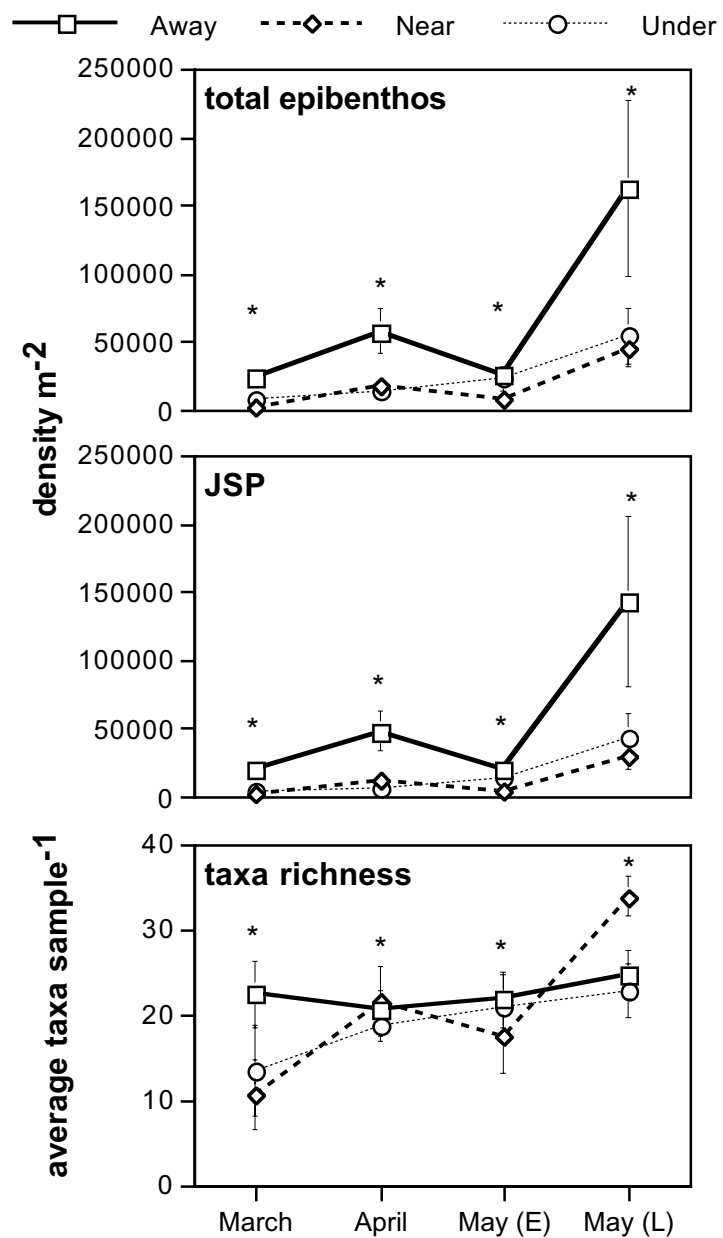 Away Near Under
total epibenthos
250000
*
200000
150000
100000
* * *
50000
0
density m-2
JSP
250000
*
200000
150000
100000
* * *
50000
0
taxa richness
40
*
30
* * *
20
10
0
average taxa sample-1
March April May (E) May (L)